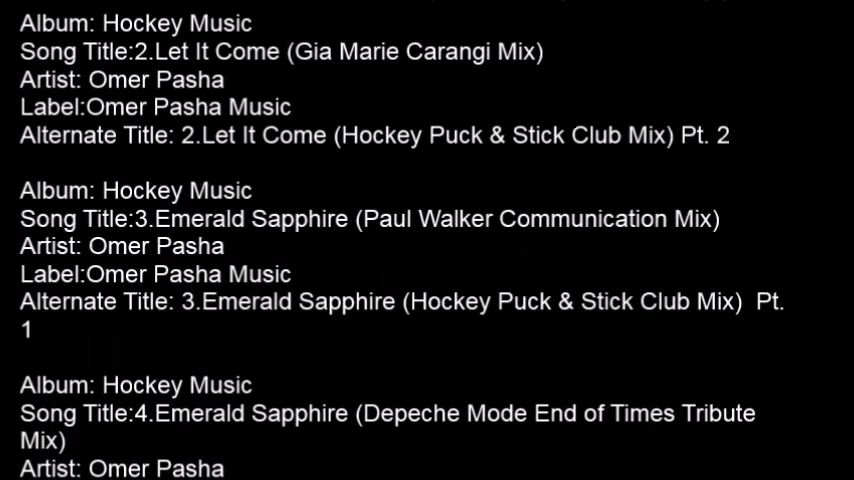 Album: Hockey Music
Song Title:2.Let It Come (Gia Marie Carangi Mix)
Artist: Omer Pasha
Label:Omer Pasha Music
Alternate Title: 2.Let It Come (Hockey Puck & Stick Club Mix) Pt. 2
Album: Hockey Music
Song Title:3.Emerald Sapphire (Paul Walker Communication Mix)
Artist: Omer Pasha
Label:Omer Pasha Music
Alternate Title: 3.Emerald Sapphire (Hockey Puck & Stick Club Mix)  Pt.
1
Album: Hockey Music
Song Title:4.Emerald Sapphire (Depeche Mode End of Times Tribute
Mix)
Artist: Omer Pasha